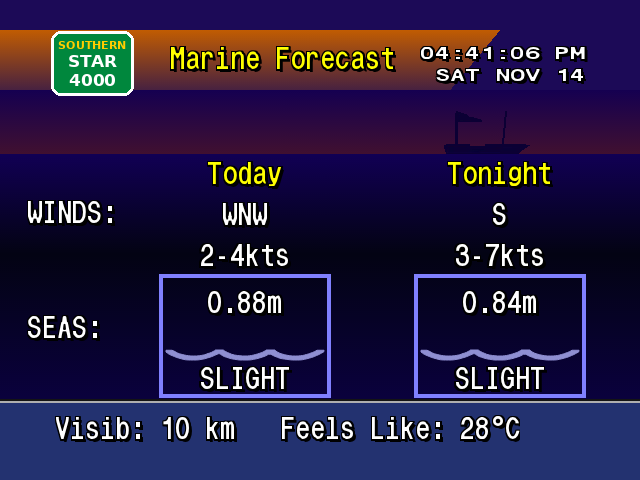 SOUTHERN
STAR
4000
Marine Forecast
04:41:06 PM
SAT NOV 14
Today Tonight
WINDS: WNW S
2-4kts 3-7kts
0.88m 0.84m
SEAS:
SLIGHT SLIGHT
Visib: 10 km Feels Like: 28°C